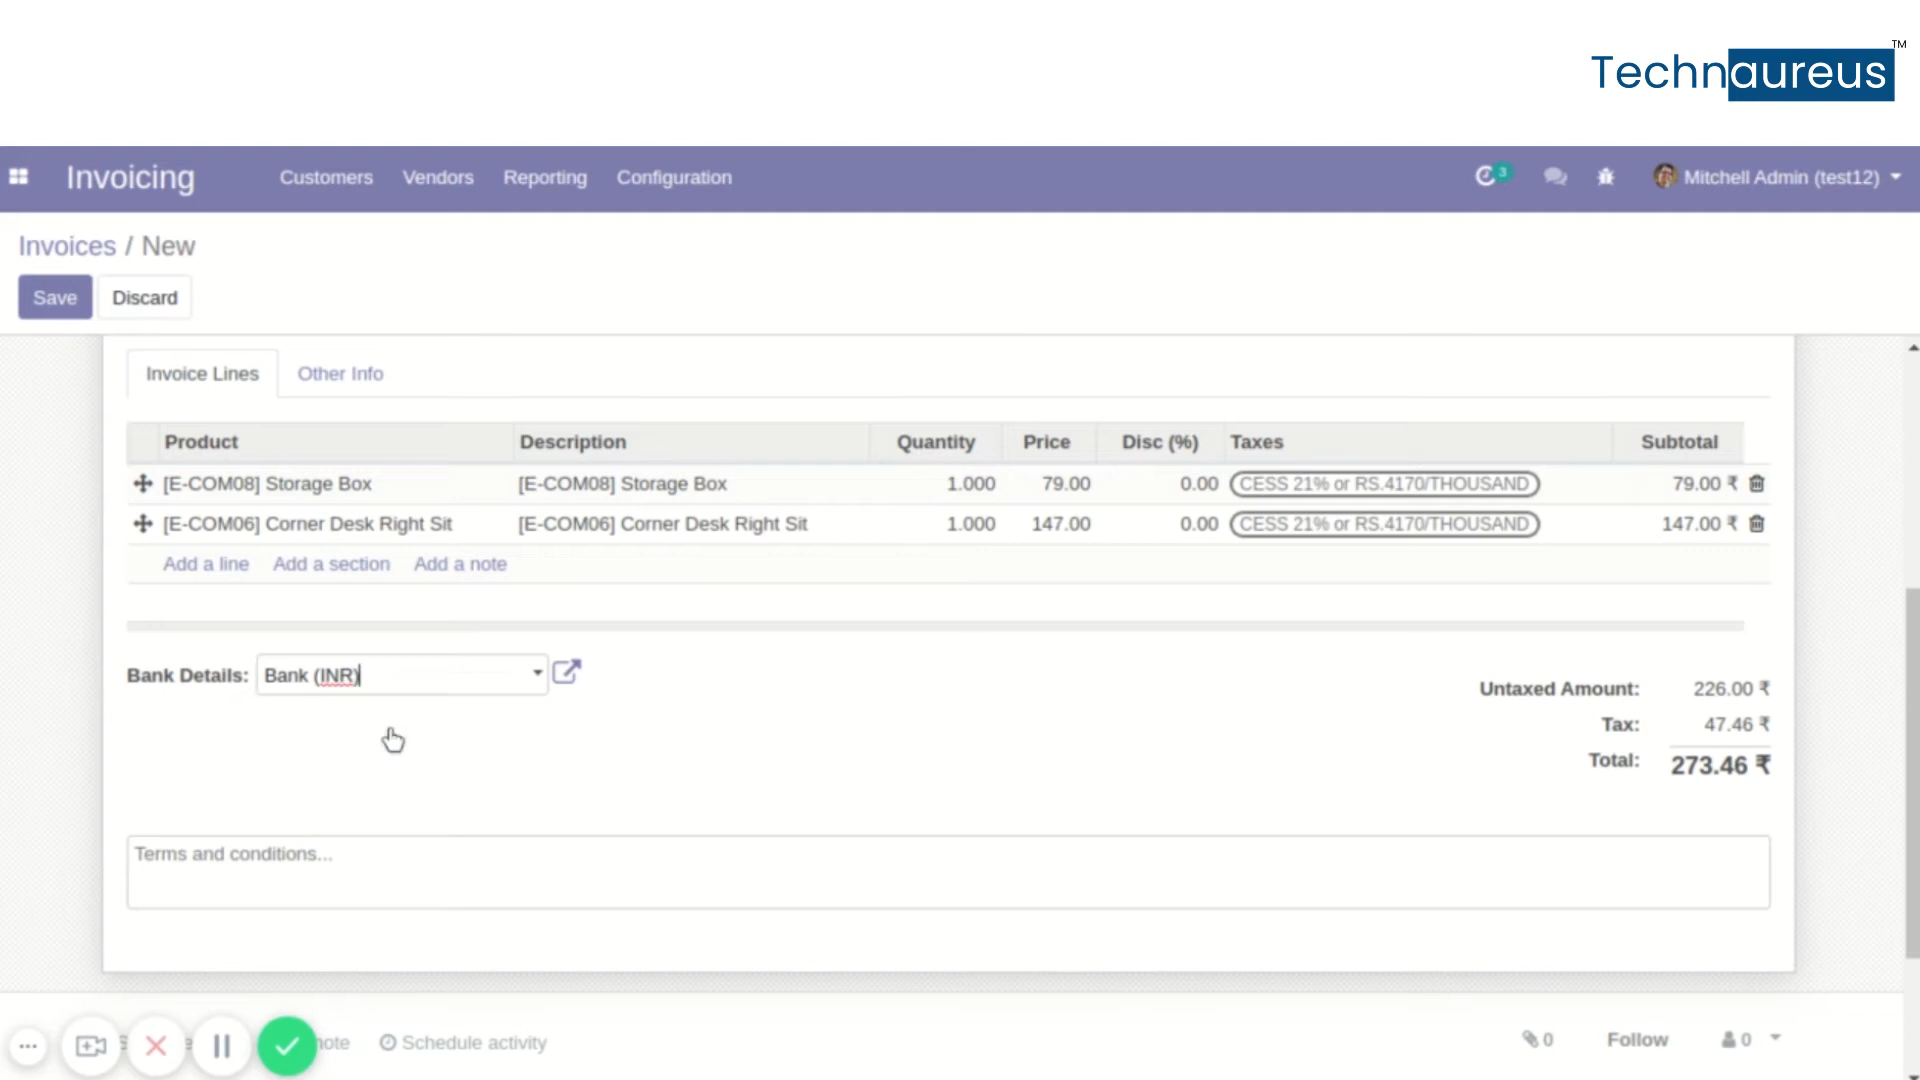 Technaureus™
Invoicing Customers Vendors Reporting Configuration 3 Mitchell Admin (test12)
Invoices / New
Save Discard
Invoice Lines Other Info
Product Description Quantity Price Disc (%) Taxes Subtotal
[E-COM08] Storage Box [E-COM08] Storage Box 1.000 79.00 0.00 CESS 21% or RS.4170/THOUSAND 79.00 ₹
[E-COM06] Corner Desk Right Sit [E-COM06] Corner Desk Right Sit 1.000 147.00 0.00 CESS 21% or RS.4170/THOUSAND 147.00 ₹
Add a line Add a section Add a note
Bank Details: Bank (INR)
Untaxed Amount: 226.00 ₹
Tax: 47.46 ₹
Total: 273.46 ₹
Terms and conditions...
Schedule activity 0 Follow 0